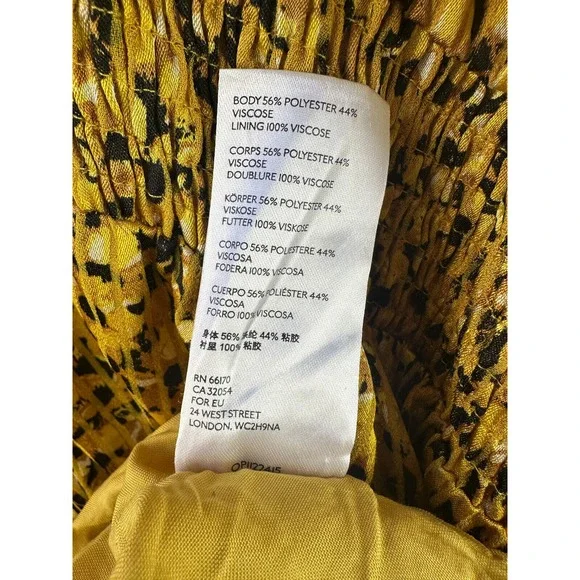 BODY 56% POLYESTER 44%
VISCOSE
LINING 100% VISCOSE
CORPS 56% POLYESTER 44%
VISCOSE
DOUBLURE 100% VISCOSE
KÖRPER 56% POLYESTER 44%
VISKOSE
FUTTER 100% VISKOSE
CORPO 56% POLIESTERE 44%
VISCOSA
FODERA 100% VISCOSA
CUERPO 56% POLIÉSTER 44%
VISCOSA
FORRO 100% VISCOSA
身体 56% 涤纶 44% 粘胶
衬里 100% 粘胶
RN 66170
CA 32054
FOR EU
24 WEST STREET
LONDON, WC2H9NA